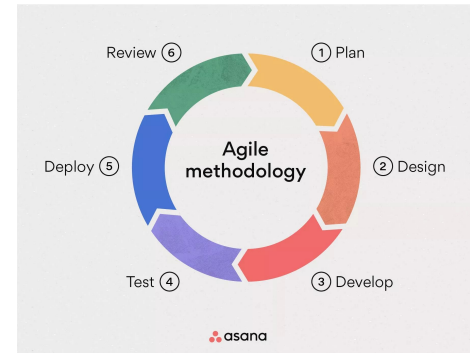 Review 6
1 Plan
Agile
methodology
Deploy 5
2 Design
Test 4
3 Develop
asana